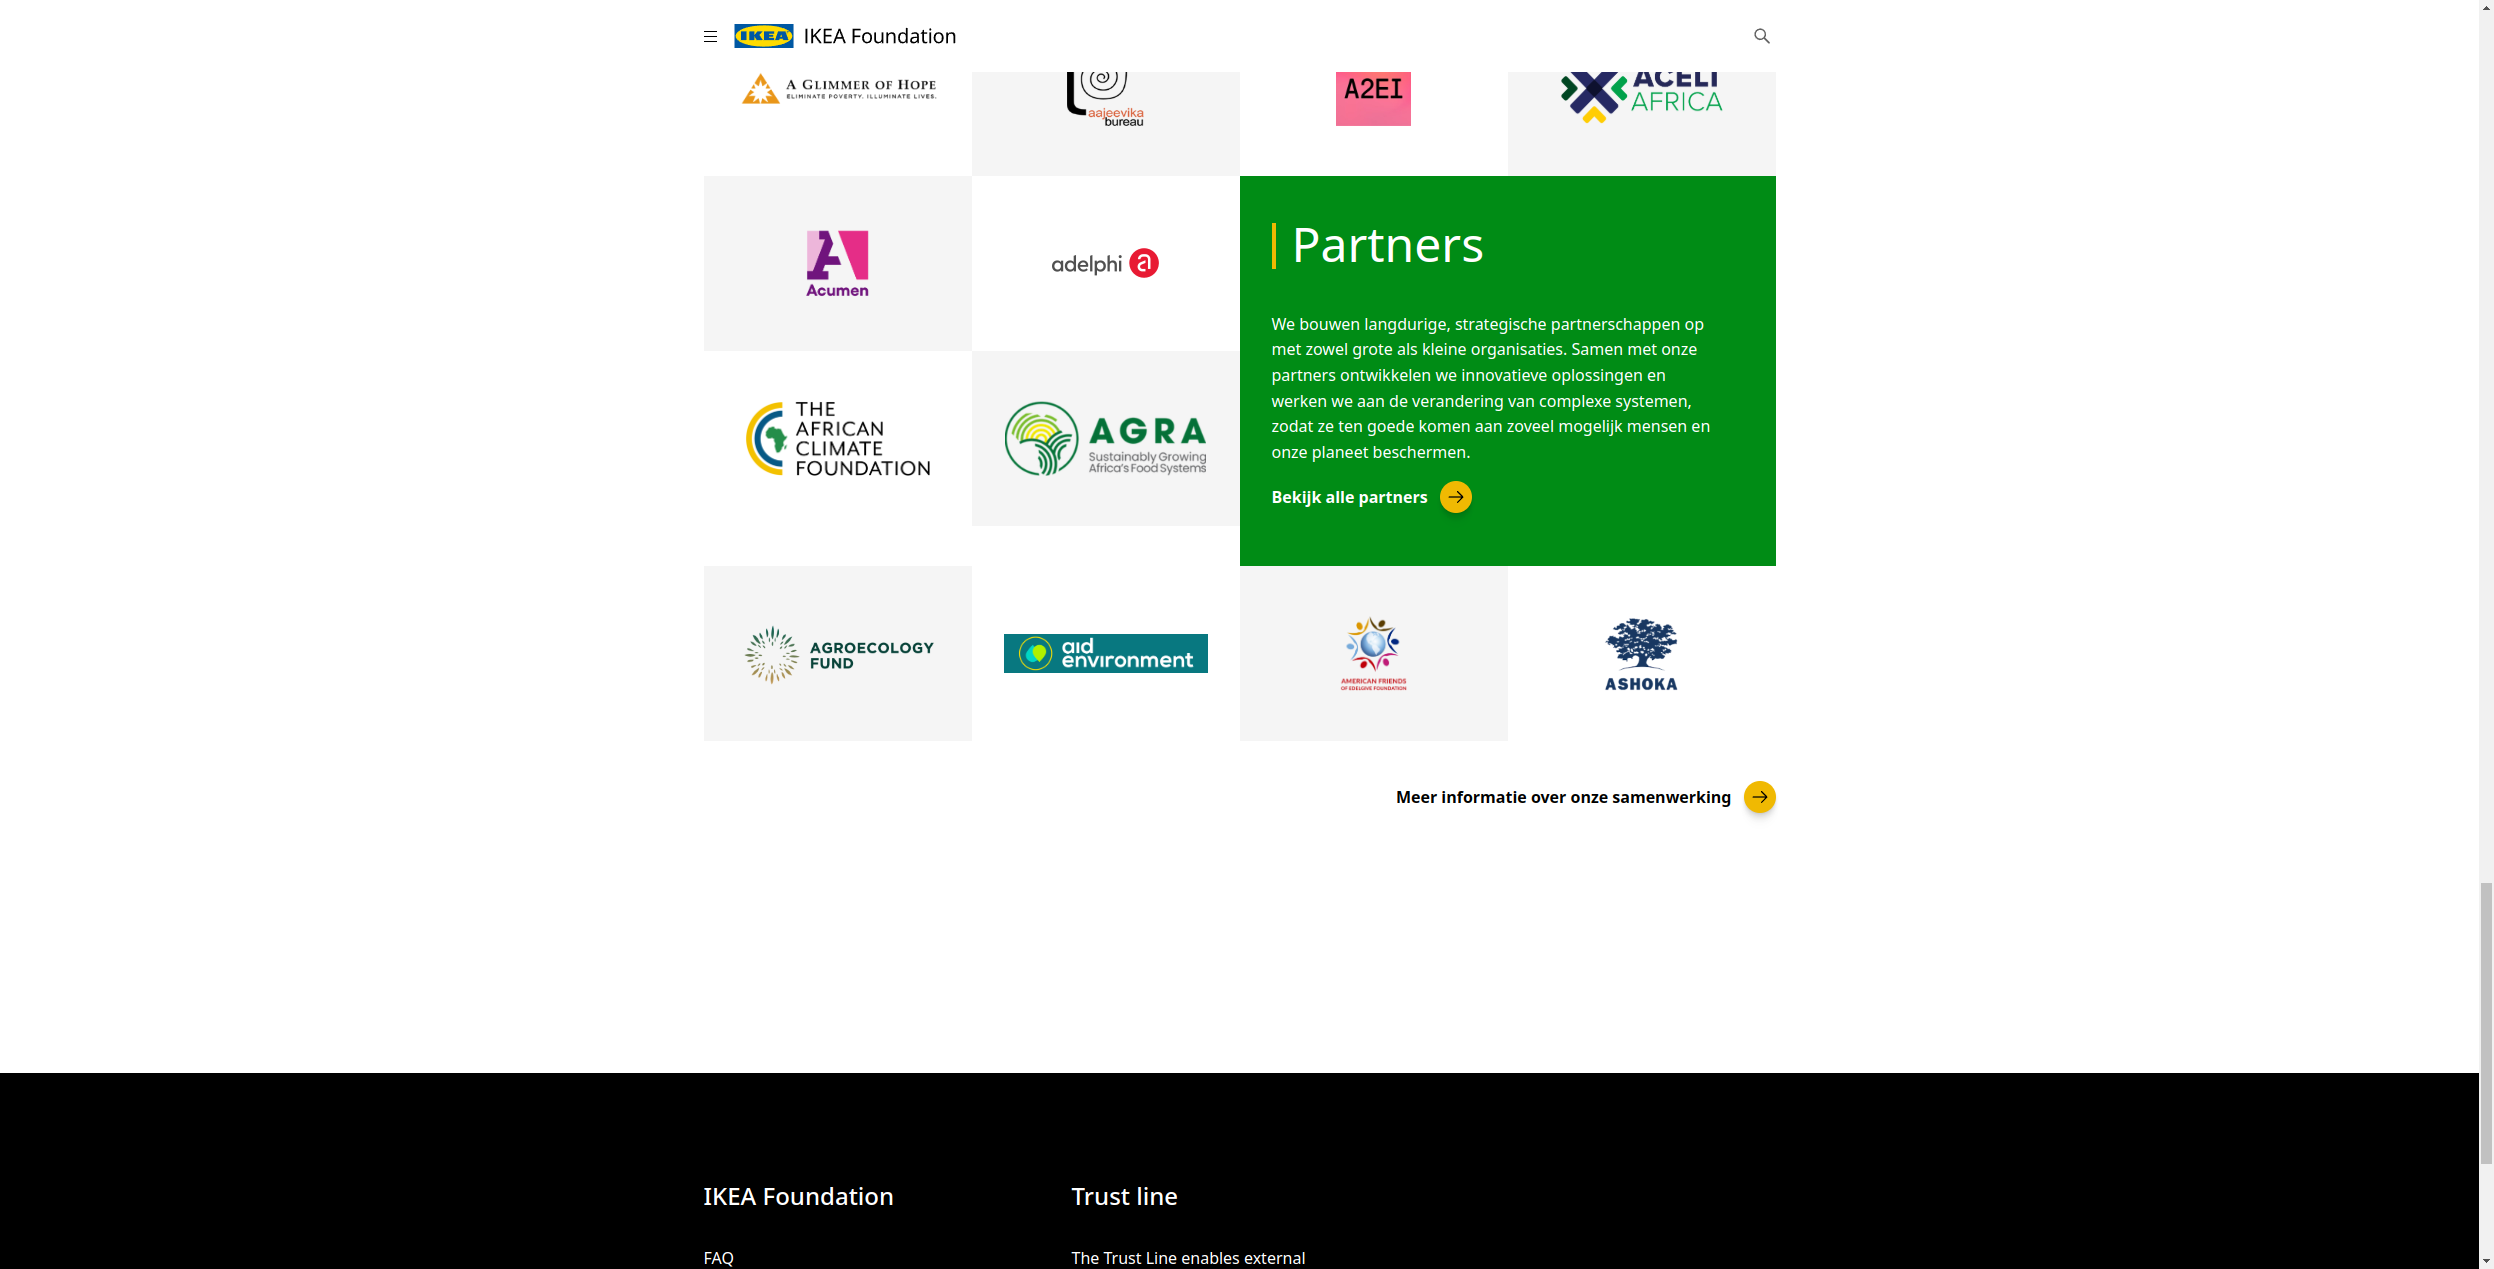 IKEA
IKEA Foundation
A GLIMMER OF HOPE
ELIMINATE POVERTY. ILLUMINATE LIVES.
aajeevika
bureau
A2EI
ACELI
AFRICA
Acumen
adelphi a
Partners
We bouwen langdurige, strategische partnerschappen op
met zowel grote als kleine organisaties. Samen met onze
partners ontwikkelen we innovatieve oplossingen en
werken we aan de verandering van complexe systemen,
zodat ze ten goede komen aan zoveel mogelijk mensen en
onze planeet beschermen.
Bekijk alle partners
THE
AFRICAN
CLIMATE
FOUNDATION
AGRA
Sustainably Growing
Africa's Food Systems
AGROECOLOGY
FUND
aid
environment
AMERICAN FRIENDS
OF EDELGIVE FOUNDATION
ASHOKA
Meer informatie over onze samenwerking
IKEA Foundation
Trust line
FAQ
The Trust Line enables external